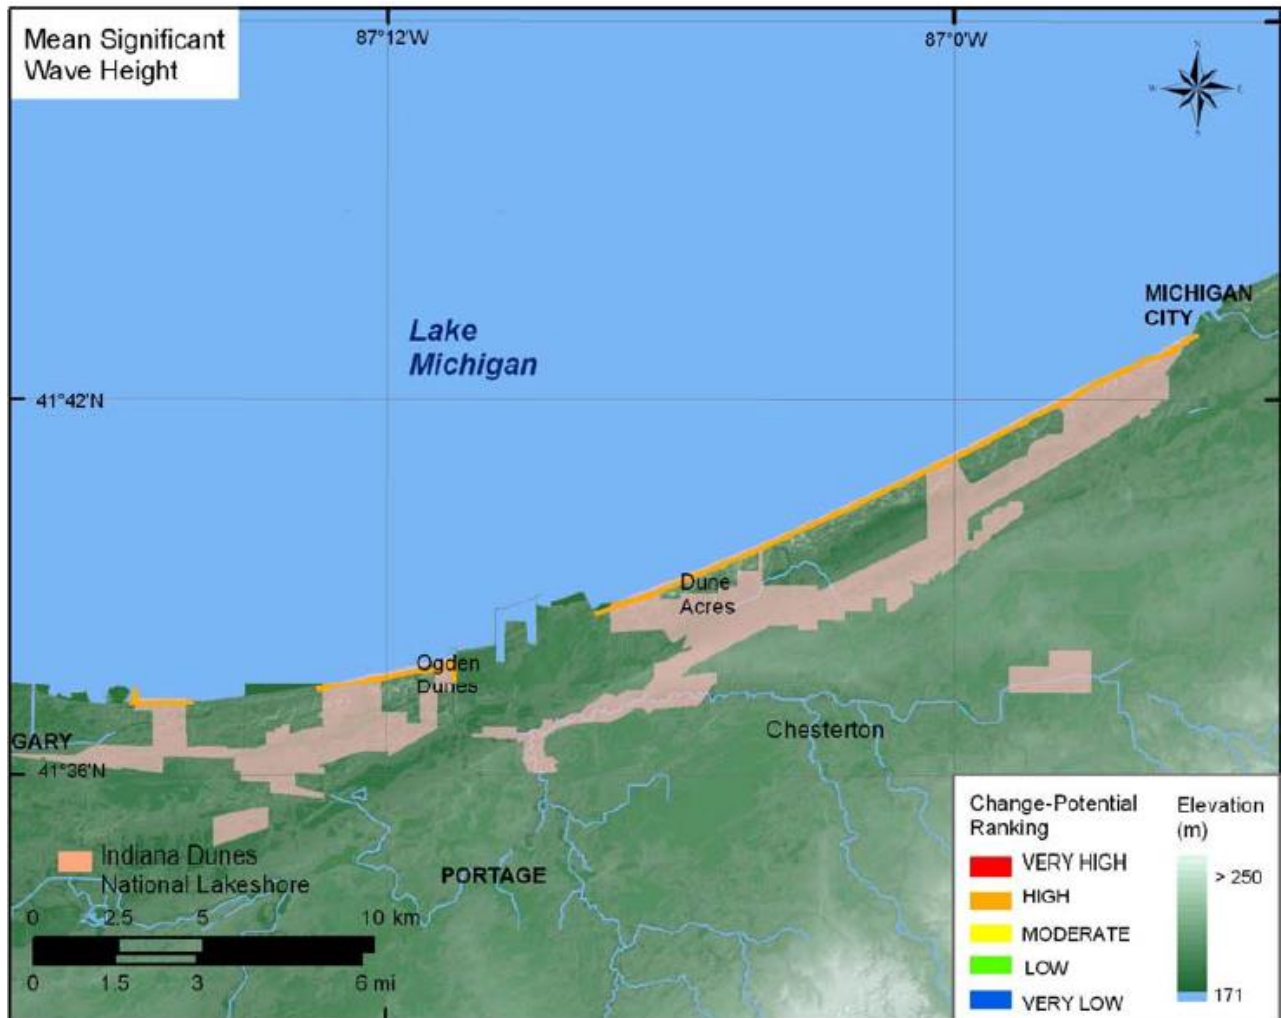 Mean Significant
Wave Height
87°12'W
87°0'W
N
W
E
S
MICHIGAN
CITY
Lake
Michigan
41°42'N
Dune
Acres
Ogden
Dunes
GARY
Chesterton
41°36'N
Indiana Dunes
National Lakeshore
PORTAGE
0 2.5 5 10 km
0 1.5 3 6 mi
Change-Potential
Ranking
VERY HIGH
HIGH
MODERATE
LOW
VERY LOW
Elevation
(m)
> 250
171